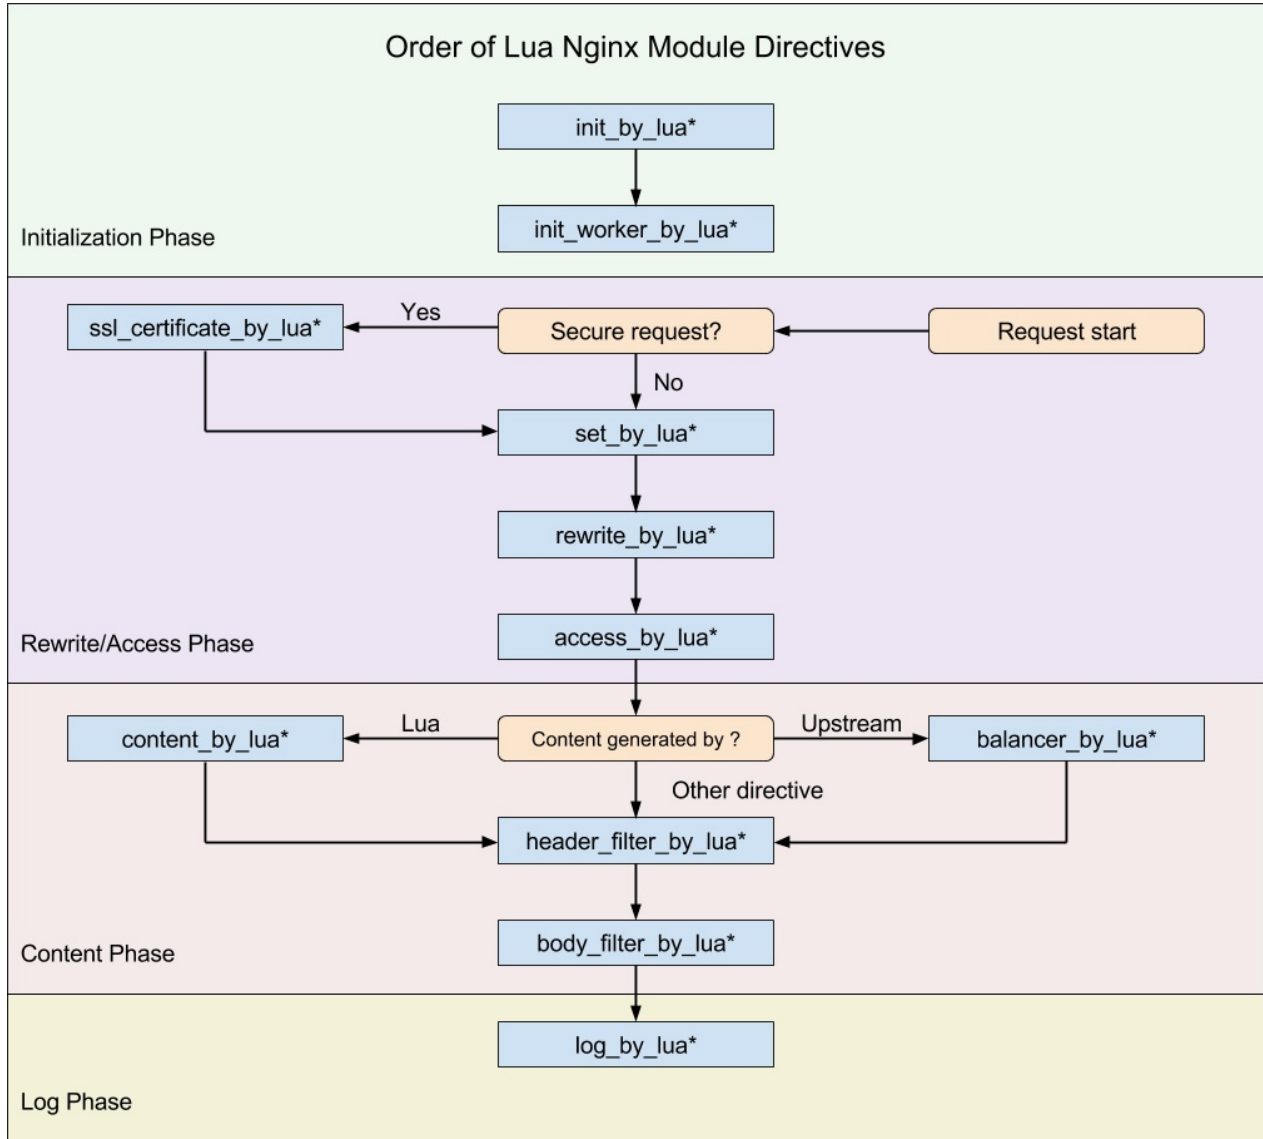 Order of Lua Nginx Module Directives
init_by_lua*
init_worker_by_lua*
Initialization Phase
ssl_certificate_by_lua*
Yes
Secure request?
Request start
No
set_by_lua*
rewrite_by_lua*
access_by_lua*
Rewrite/Access Phase
content_by_lua*
Lua
Content generated by ?
Upstream
balancer_by_lua*
Other directive
header_filter_by_lua*
body_filter_by_lua*
Content Phase
log_by_lua*
Log Phase